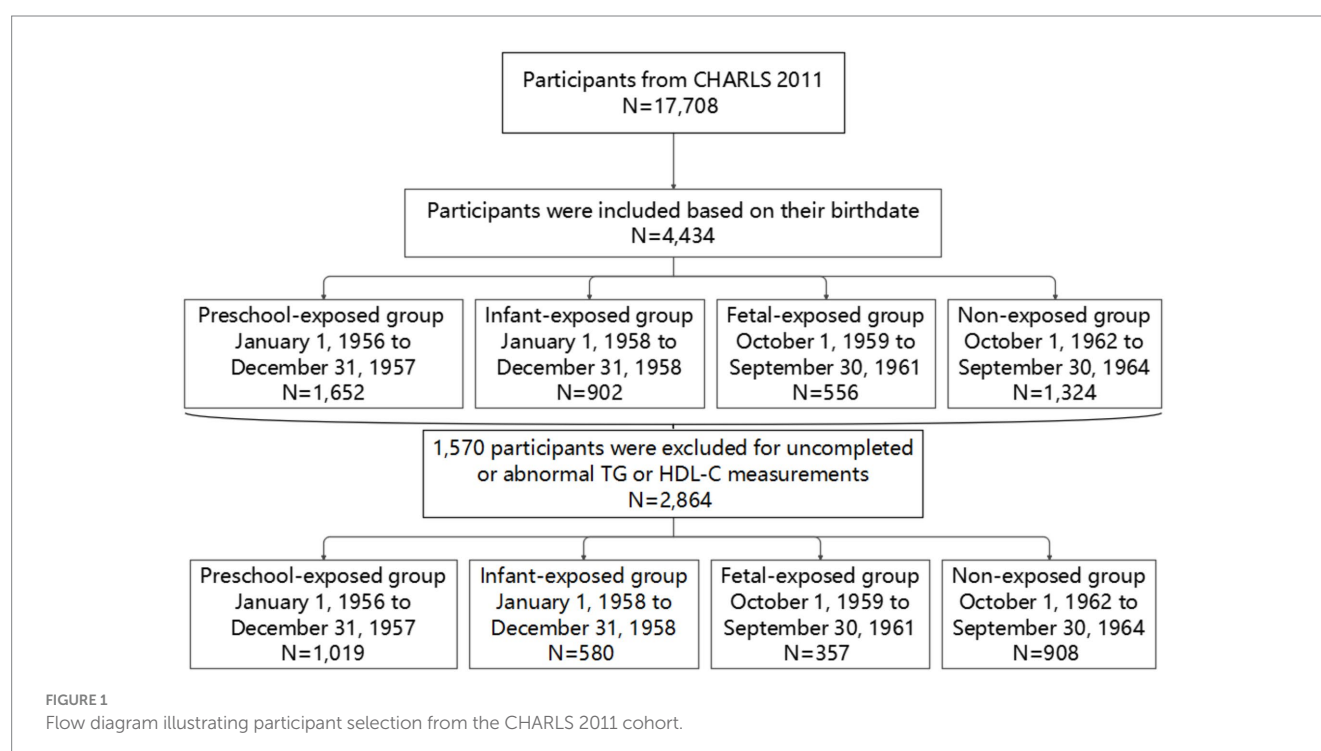 Participants from CHARLS 2011
N=17,708
Participants were included based on their birthdate
N=4,434
Preschool-exposed group
January 1, 1956 to
December 31, 1957
N=1,652
Infant-exposed group
January 1, 1958 to
December 31, 1958
N=902
Fetal-exposed group
October 1, 1959 to
September 30, 1961
N=556
Non-exposed group
October 1, 1962 to
September 30, 1964
N=1,324
1,570 participants were excluded for uncompleted
or abnormal TG or HDL-C measurements
N=2,864
Preschool-exposed group
January 1, 1956 to
December 31, 1957
N=1,019
Infant-exposed group
January 1, 1958 to
December 31, 1958
N=580
Fetal-exposed group
October 1, 1959 to
September 30, 1961
N=357
Non-exposed group
October 1, 1962 to
September 30, 1964
N=908
FIGURE 1
Flow diagram illustrating participant selection from the CHARLS 2011 cohort.